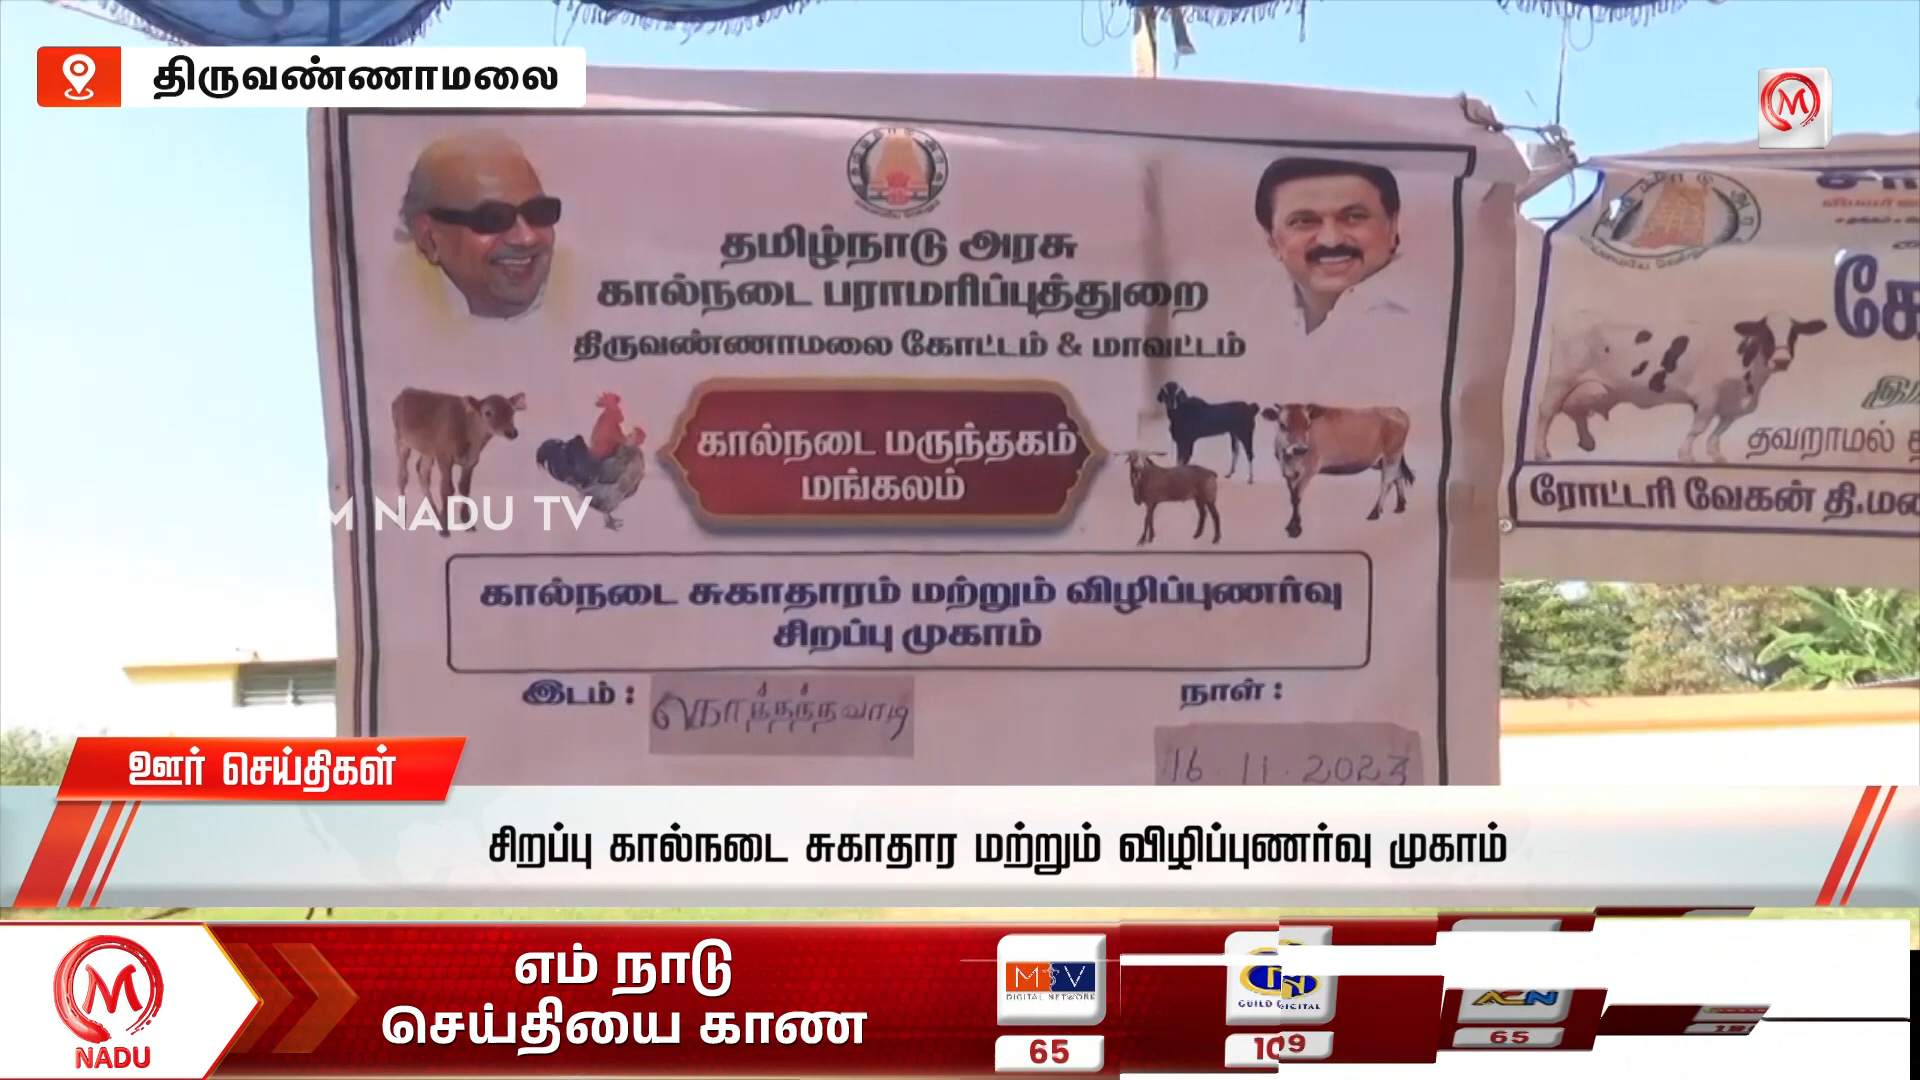 திருவண்ணாமலை
M
தமிழ்நாடு அரசு
கால்நடை பராமரிப்புத்துறை
திருவண்ணாமலை கோட்டம் & மாவட்டம்
கால்நடை மருந்தகம்
மங்கலம்
கால்நடை சுகாதாரம் மற்றும் விழிப்புணர்வு
சிறப்பு முகாம்
இடம் :
நாள் :
16.11.2023
தவறாமல்
ரோட்டரி வேகன் தி.மலை
M NADU TV
ஊர் செய்திகள்
சிறப்பு கால்நடை சுகாதார மற்றும் விழிப்புணர்வு முகாம்
M
NADU
எம் நாடு
செய்தியை காண
MSV
DIGITAL NETWORK
65
GUILD DIGITAL
109
ACN
65